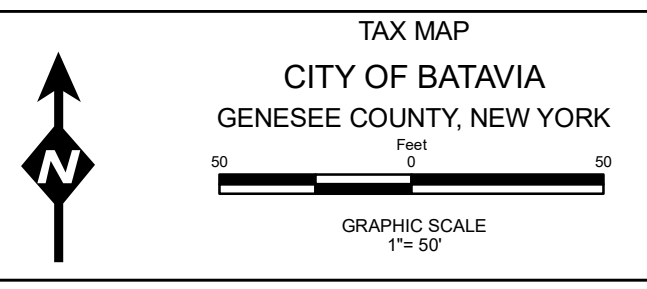 TAX MAP
CITY OF BATAVIA
GENESEE COUNTY, NEW YORK
Feet
50 0 50
N
GRAPHIC SCALE
1"= 50'